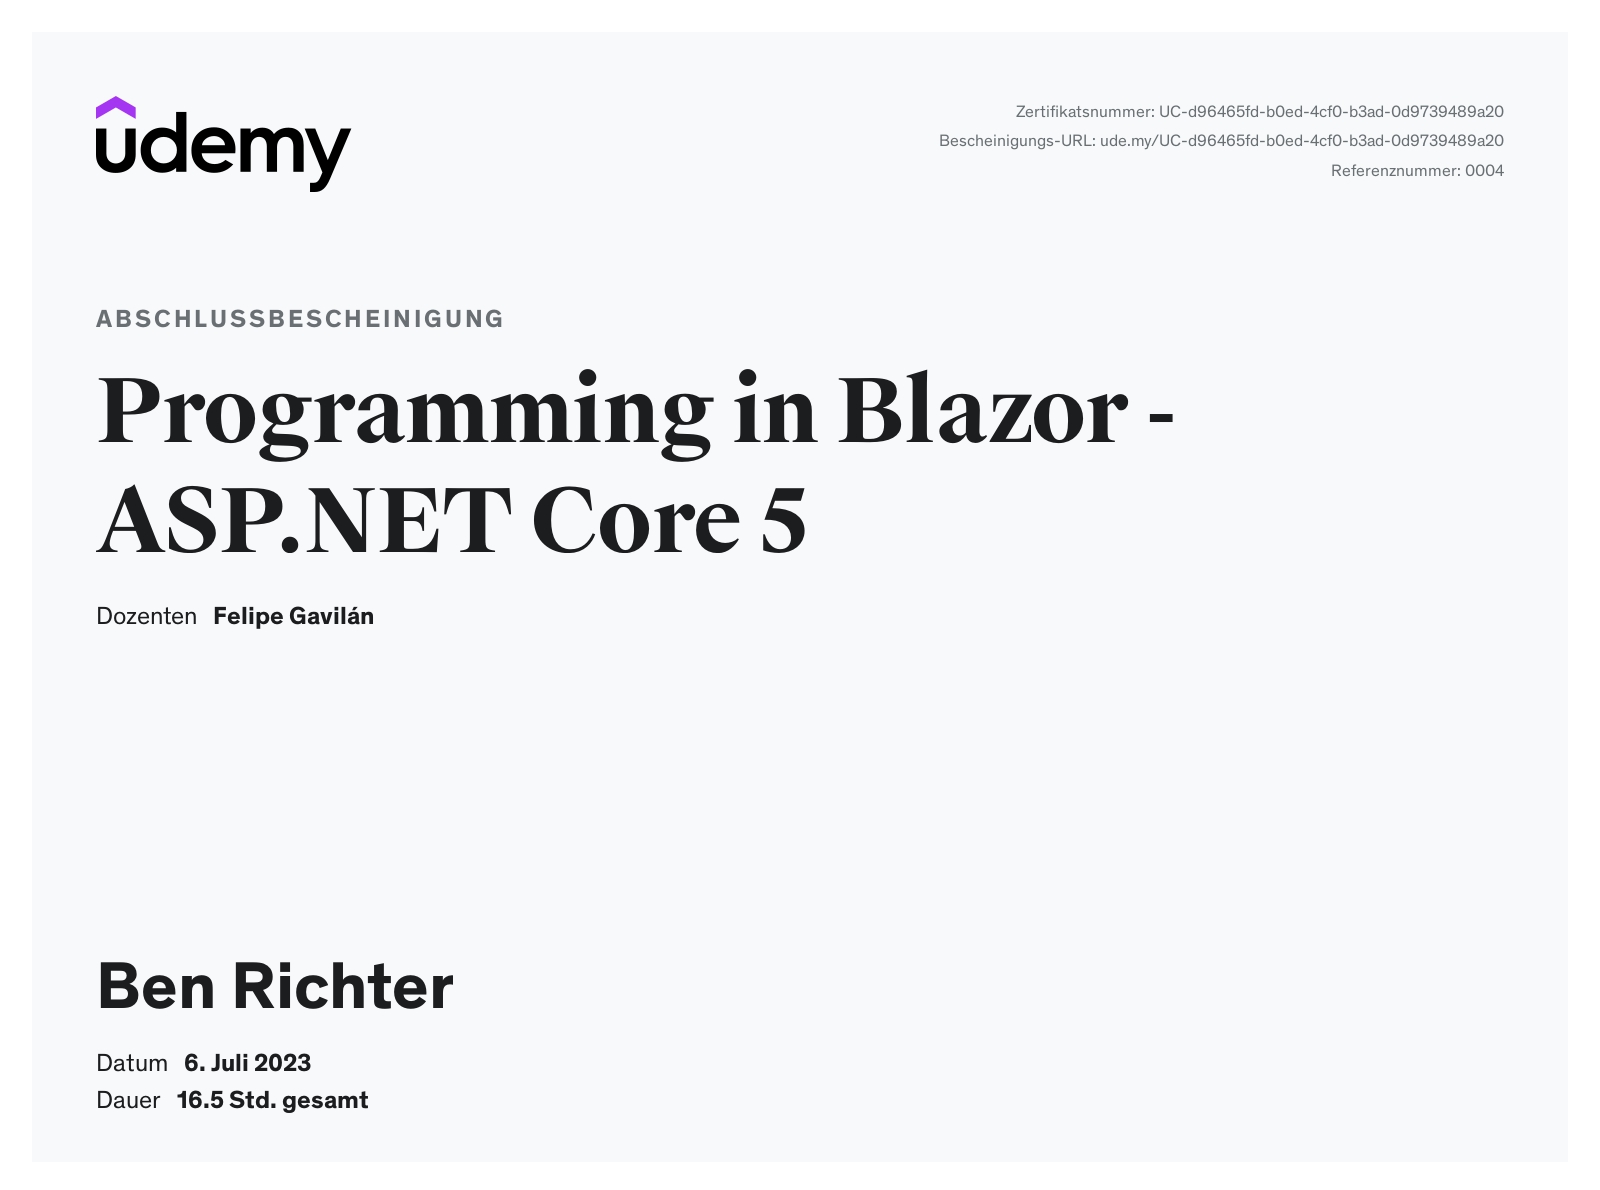 udemy
Zertifikatsnummer: UC-d96465fd-b0ed-4cf0-b3ad-0d9739489a20
Bescheinigungs-URL: ude.my/UC-d96465fd-b0ed-4cf0-b3ad-0d9739489a20
Referenznummer: 0004
ABSCHLUSSBESCHEINIGUNG
Programming in Blazor -
ASP.NET Core 5
Dozenten Felipe Gavilán
Ben Richter
Datum 6. Juli 2023
Dauer 16.5 Std. gesamt